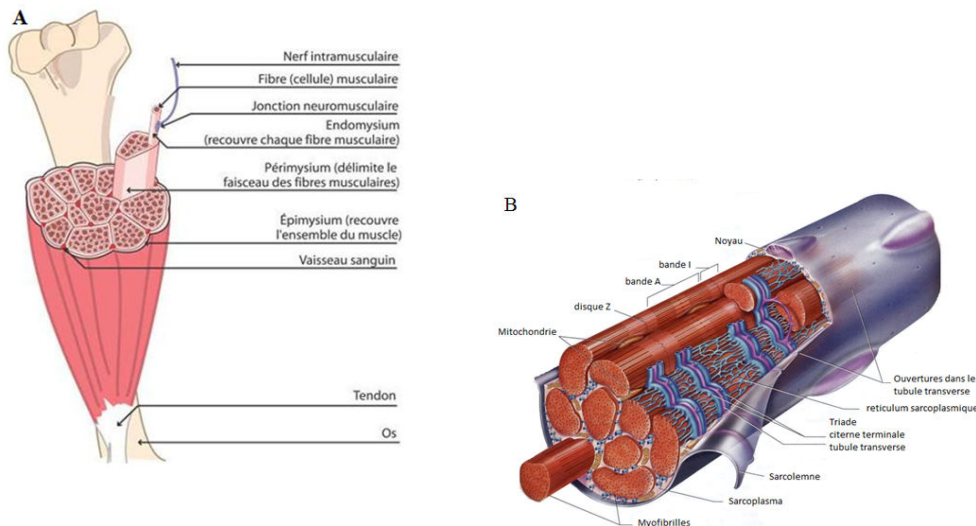 A
Nerf intramusculaire
Fibre (cellule) musculaire
Jonction neuromusculaire
Endomysium
(recouvre chaque fibre musculaire)
Périmysium (délimite le
faisceau des fibres musculaires)
Épimysium (recouvre
l'ensemble du muscle)
Vaisseau sanguin
Tendon
Os
B
Noyau
bande I
bande A
disque Z
Mitochondrie
Ouvertures dans le
tubule transverse
reticulum sarcoplasmique
Triade
citerne terminale
tubule transverse
Sarcolemne
Sarcoplasma
Myofibrilles